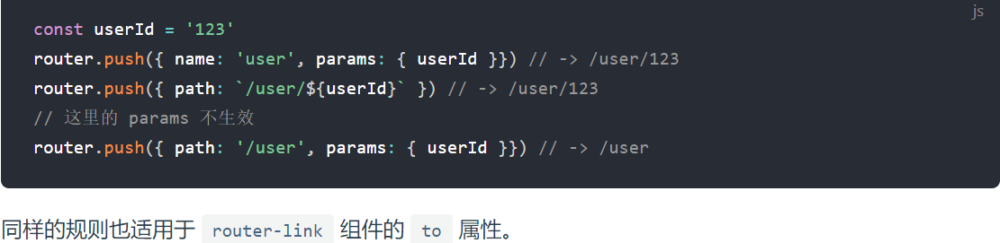 js
const userId = '123'
router.push({ name: 'user', params: { userId }}) // -> /user/123
router.push({ path: `/user/${userId}` }) // -> /user/123
// 这里的 params 不生效
router.push({ path: '/user', params: { userId }}) // -> /user
同样的规则也适用于 router-link 组件的 to 属性。